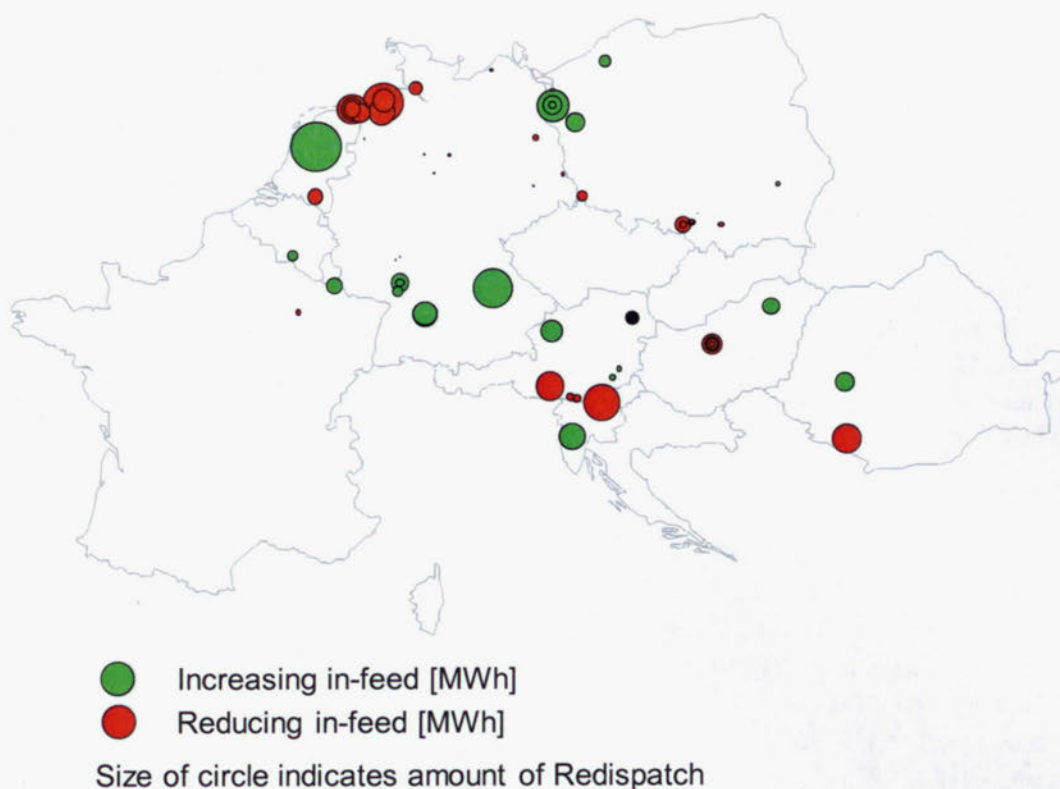 Increasing in-feed [MWh]
Reducing in-feed [MWh]
Size of circle indicates amount of Redispatch